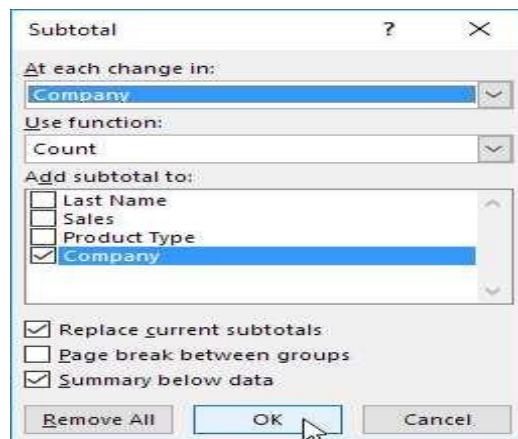 Subtotal ?
At each change in:
Company
Use function:
Count
Add subtotal to:
Last Name
Sales
Product Type
Company
Replace current subtotals
Page break between groups
Summary below data
Remove All OK Cancel